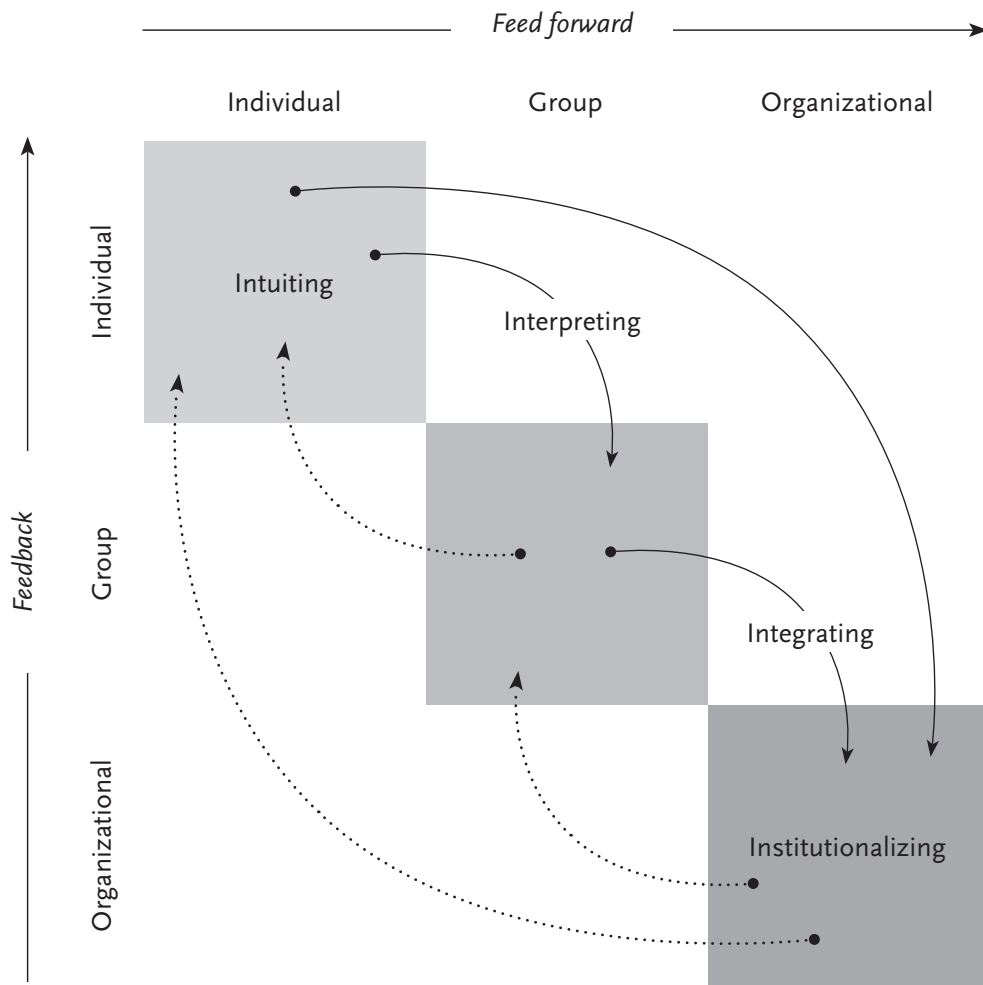 Feed forward
Individual
Group
Organizational
Individual
Intuiting
Interpreting
Feedback
Group
Integrating
Organizational
Institutionalizing